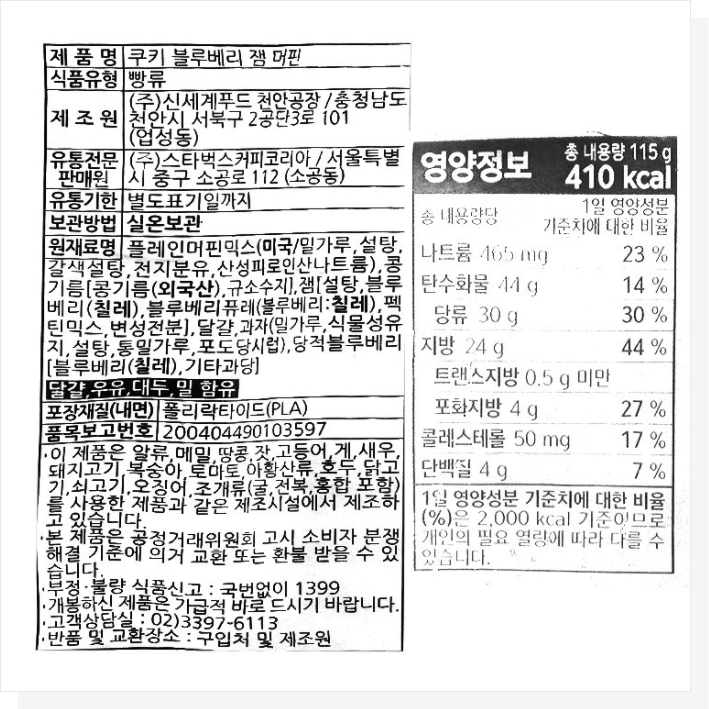 제 품 명 쿠키 블루베리 잼 머핀
식품유형 빵류
제 조 원 (주)신세계푸드 천안공장 /충청남도
천안시 서북구 2공단3로 101
(업성동)
유통전문판매원 (주)스타벅스커피코리아 / 서울특별
시 중구 소공로 112 (소공동)
유통기한 별도표기일까지
보관방법 실온보관
원재료명 플레인머핀믹스(미국/밀가루,설탕,
갈색설탕,전지분유,산성피로인산나트륨),콩
기름[콩기름(외국산),규소수지],잼[설탕,블루
베리(칠레),블루베리퓨레(볼루베리:칠레),펙
틴믹스,변성전분],달걀,과자(밀가루,식물성유
지,설탕,통밀가루,포도당시럽),당적블루베리
[블루베리(칠레),기타과당]
달걀,우유,대두,밀 함유
포장재질(내면) 폴리락타이드(PLA)
품목보고번호 200404490103597
·이 제품은 알류,메밀,땅콩,잣,고등어,게,새우,
돼지고기,복숭아,토마토,아황산류,호두,닭고
기,쇠고기,오징어,조개류(굴,전복,홍합 포함)
를 사용한 제품과 같은 제조시설에서 제조하
고 있습니다.
·본 제품은 공정거래위원회 고시 소비자 분쟁
해결 기준에 의거 교환 또는 환불 받을 수 있
습니다.
·부정·불량 식품신고 : 국번없이 1399
·개봉하신 제품은 가급적 바로 드시기 바랍니다.
·고객상담실 : 02)3397-6113
·반품 및 교환장소 : 구입처 및 제조원
영양정보 총 내용량 115 g
410 kcal
총 내용량당 1일 영양성분
기준치에 대한 비율
나트륨 465 mg 23 %
탄수화물 44 g 14 %
당류 30 g 30 %
지방 24 g 44 %
트랜스지방 0.5 g 미만
포화지방 4 g 27 %
콜레스테롤 50 mg 17 %
단백질 4 g 7 %
1일 영양성분 기준치에 대한 비율
(%)은 2,000 kcal 기준이므로
개인의 필요 열량에 따라 다를 수
있습니다.